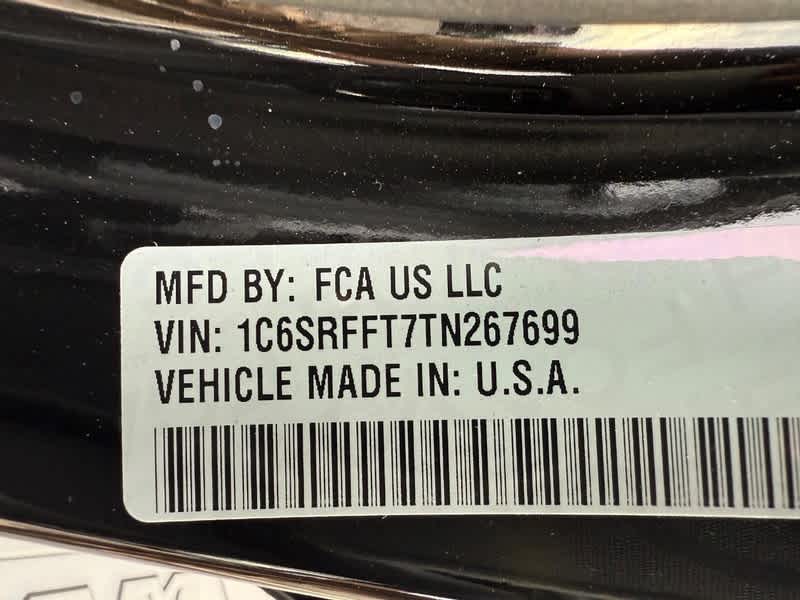 MFD BY: FCA US LLC
VIN: 1C6SRFFT7TN267699
VEHICLE MADE IN: U.S.A.